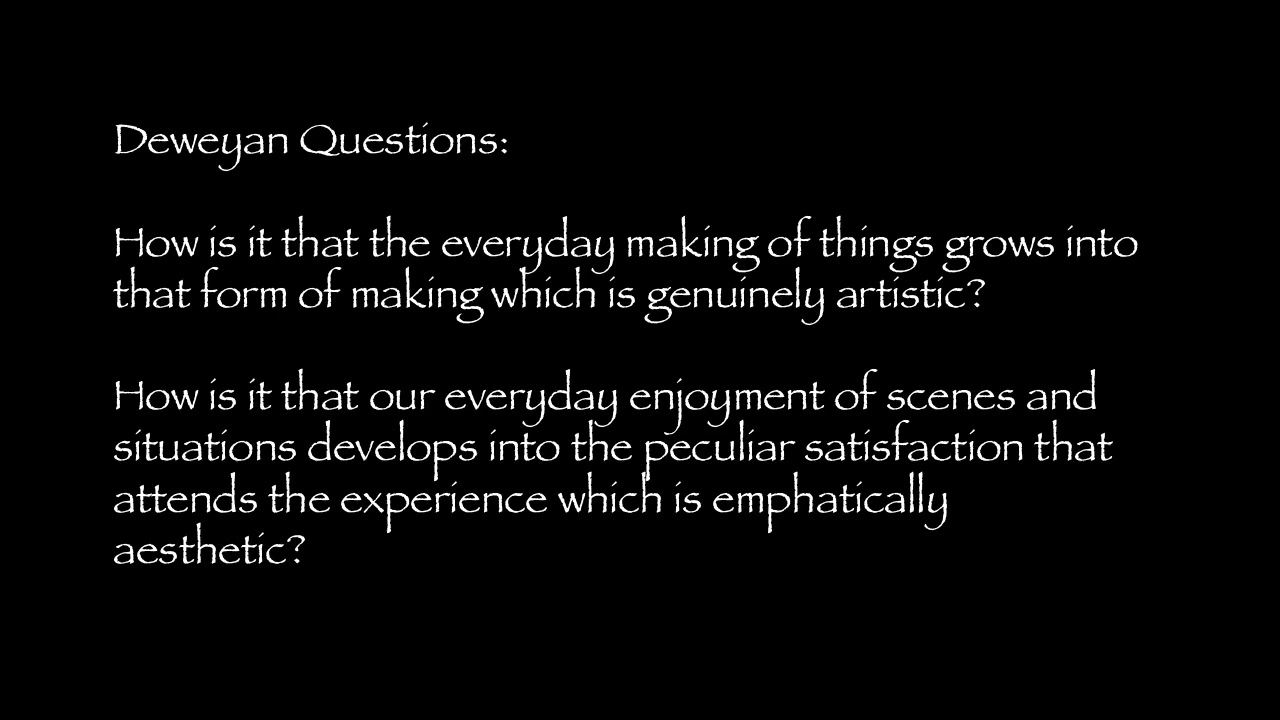 Deweyan Questions:
How is it that the everyday making of things grows into
that form of making which is genuinely artistic?
How is it that our everyday enjoyment of scenes and
situations develops into the peculiar satisfaction that
attends the experience which is emphatically
aesthetic?